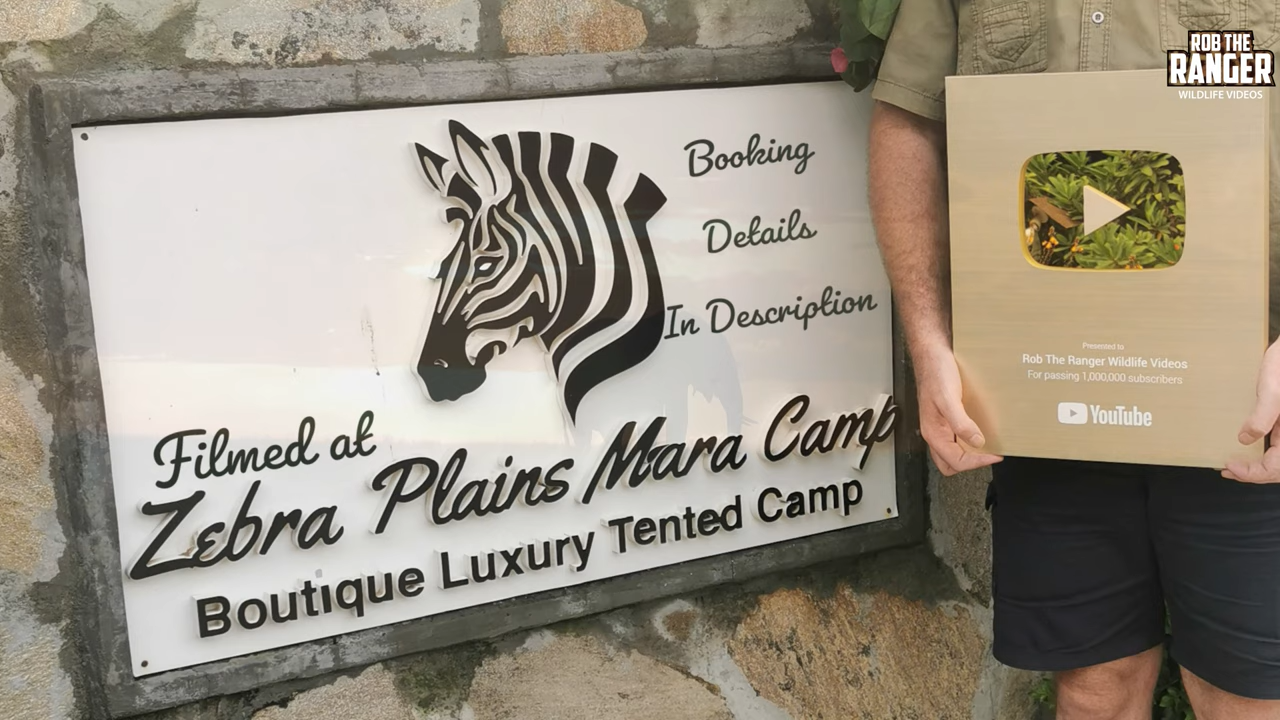 Booking
Details
In Description
Filmed at
Zebra Plains Mara Camp
Boutique Luxury Tented Camp
ROB THE
RANGER
WILDLIFE VIDEOS
Presented to
Rob The Ranger Wildlife Videos
For passing 1,000,000 subscribers
YouTube